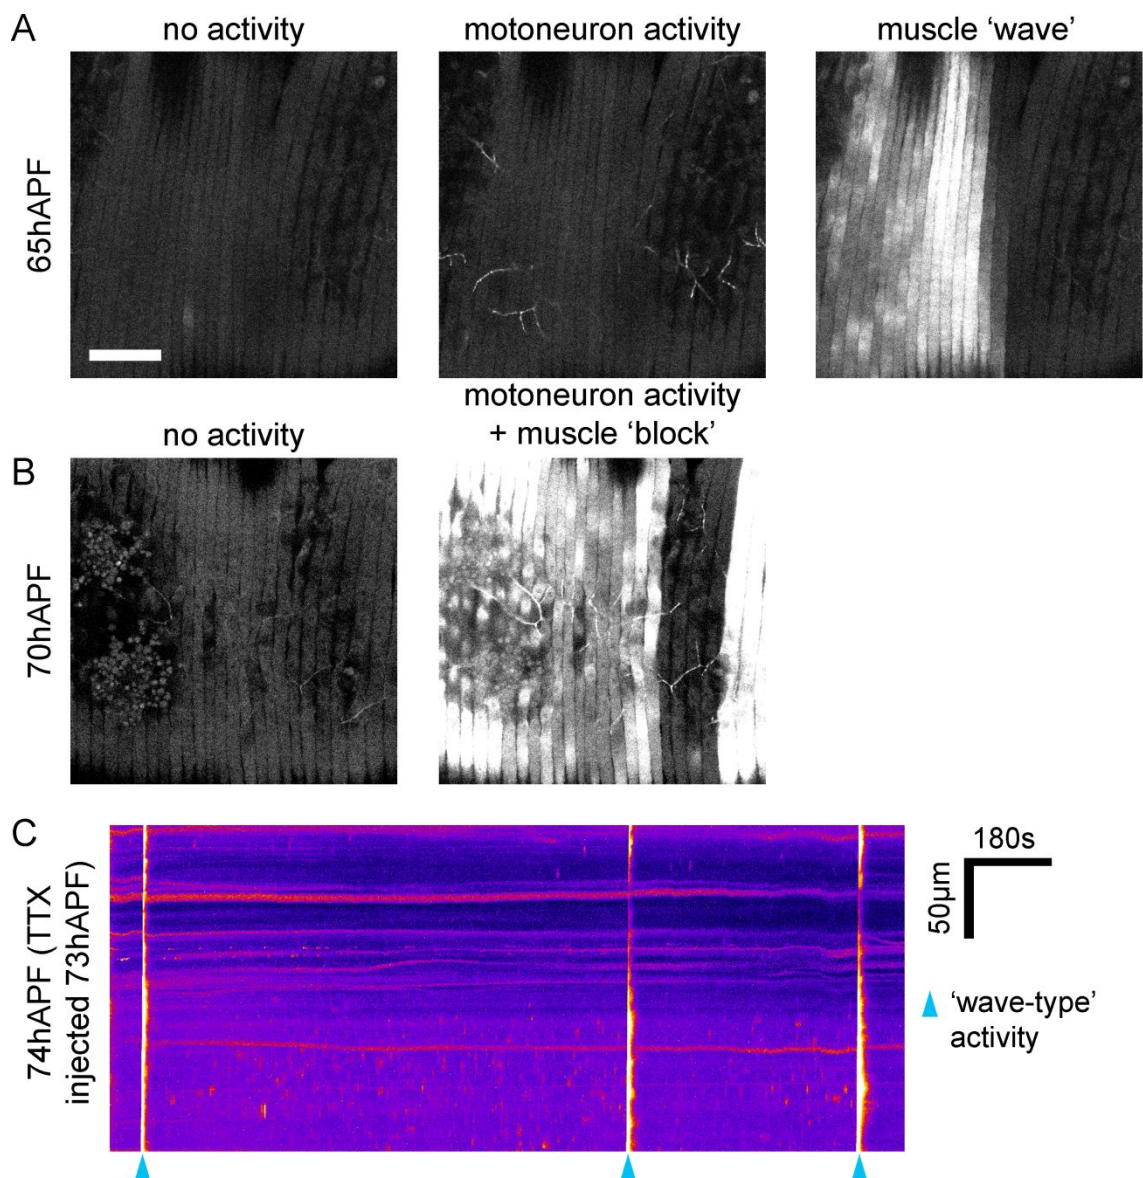 A
no activity
motoneuron activity
muscle ‘wave’
65hAPF
motoneuron activity
+ muscle ‘block’
no activity
B
70hAPF
C
74hAPF (TTX
injected 73hAPF)
180s
50µm
‘wave-type’
activity